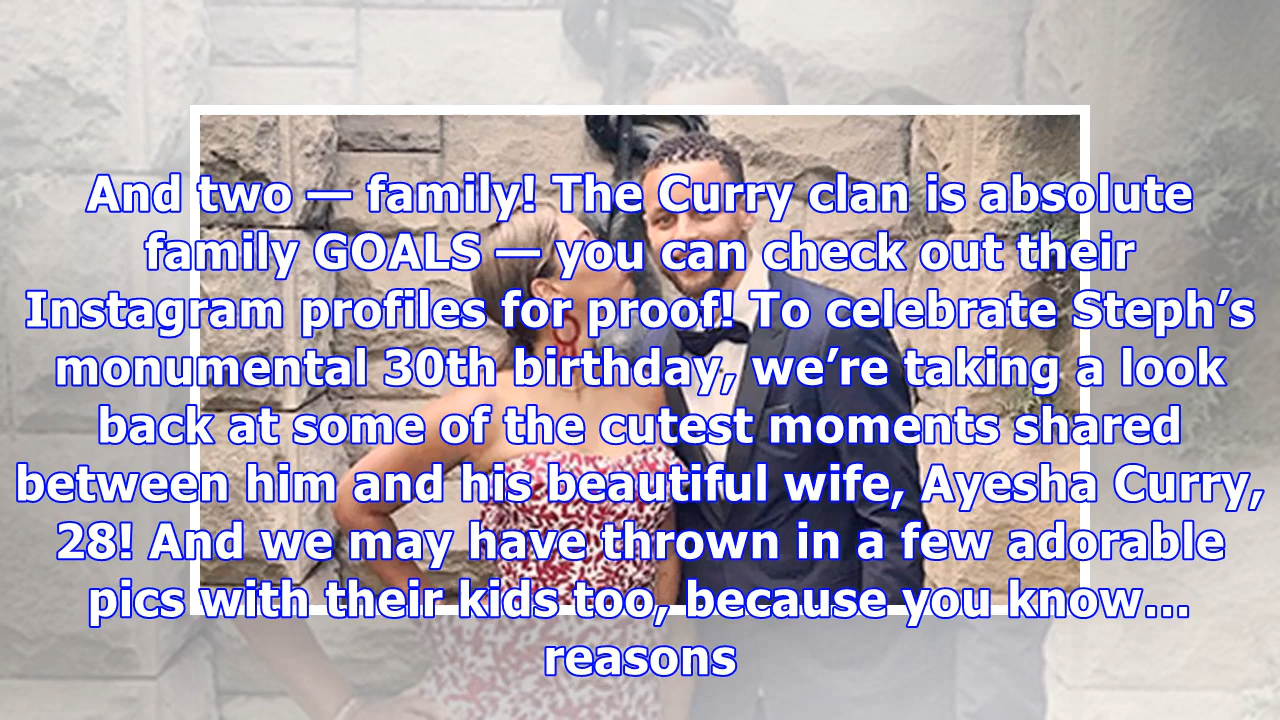 And two — family! The Curry clan is absolute
family GOALS — you can check out their
Instagram profiles for proof! To celebrate Steph’s
monumental 30th birthday, we’re taking a look
back at some of the cutest moments shared
between him and his beautiful wife, Ayesha Curry,
28! And we may have thrown in a few adorable
pics with their kids too, because you know…
reasons